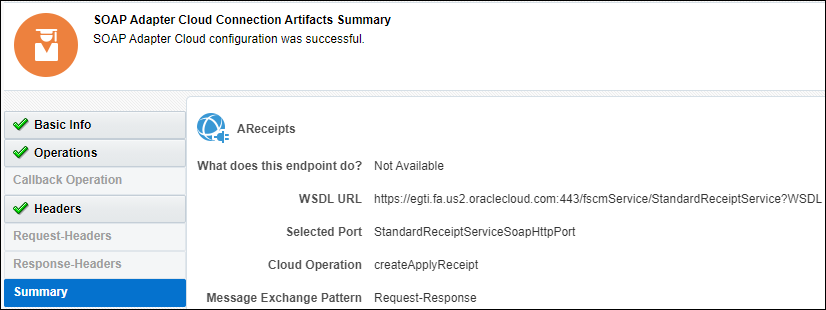 SOAP Adapter Cloud Connection Artifacts Summary
SOAP Adapter Cloud configuration was successful.
Basic Info
Operations
Callback Operation
Headers
Request-Headers
Response-Headers
Summary
AReceipts
What does this endpoint do? Not Available
WSDL URL https://egti.fa.us2.oraclecloud.com:443/fscmService/StandardReceiptService?WSDL
Selected Port StandardReceiptServiceSoapHttpPort
Cloud Operation createApplyReceipt
Message Exchange Pattern Request-Response